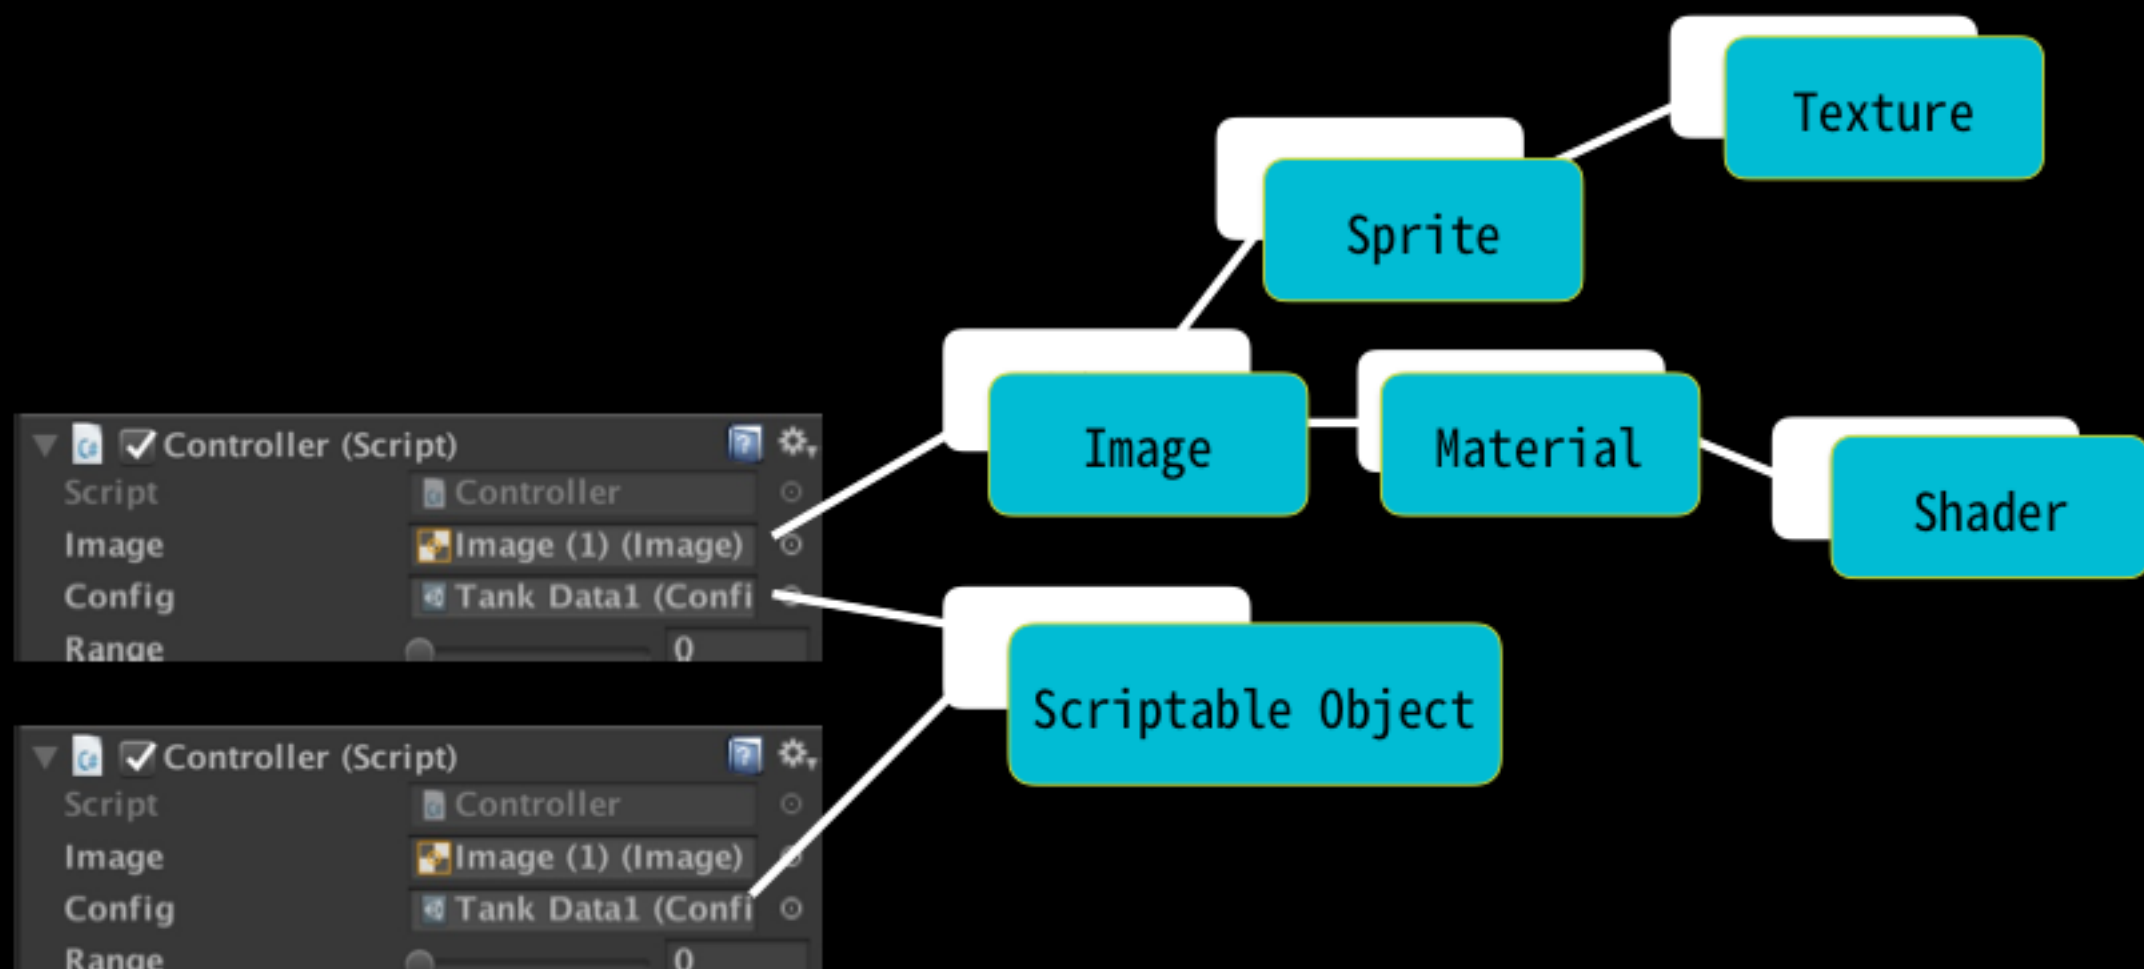 Texture
Sprite
Image
Material
Shader
Controller (Script)
Script
Controller
Image
Image (1) (Image)
Config
Tank Data1 (Confi
Range
0
Scriptable Object
Controller (Script)
Script
Controller
Image
Image (1) (Image)
Config
Tank Data1 (Confi
Range
0